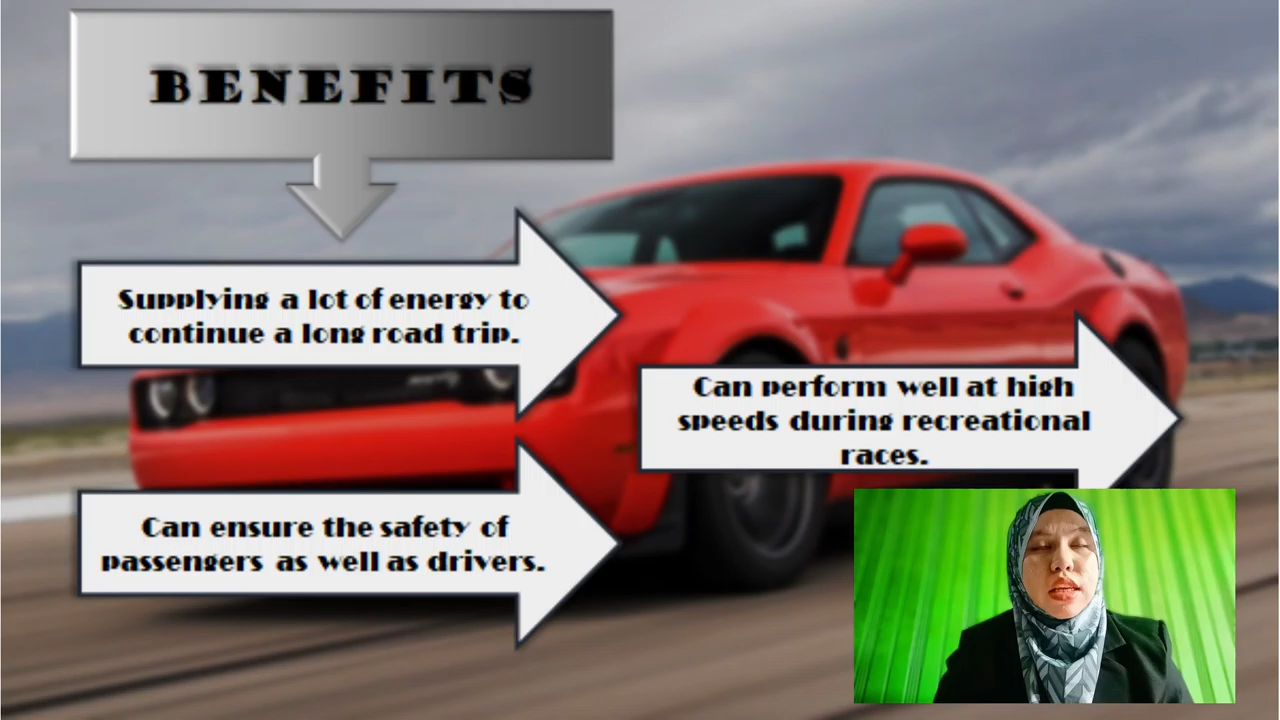 BENEFITS
Supplying a lot of energy to
continue a long road trip.
Can perform well at high
speeds during recreational
races.
Can ensure the safety of
passengers as well as drivers.